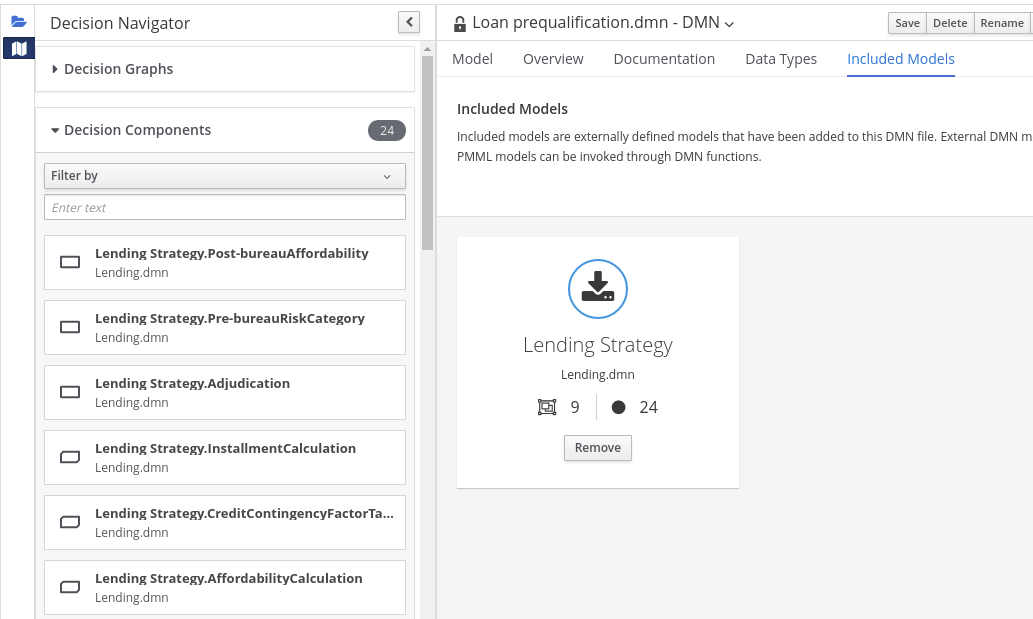 Decision Navigator
Decision Graphs
Decision Components 24
Filter by
Enter text
Lending Strategy.Post-bureauAffordability
Lending.dmn
Lending Strategy.Pre-bureauRiskCategory
Lending.dmn
Lending Strategy.Adjudication
Lending.dmn
Lending Strategy.InstallmentCalculation
Lending.dmn
Lending Strategy.CreditContingencyFactorTa...
Lending.dmn
Lending Strategy.AffordabilityCalculation
Lending.dmn
Loan prequalification.dmn - DMN
Save Delete Rename
Model Overview Documentation Data Types Included Models
Included Models
Included models are externally defined models that have been added to this DMN file. External DMN m
PMML models can be invoked through DMN functions.
Lending Strategy
Lending.dmn
9 24
Remove